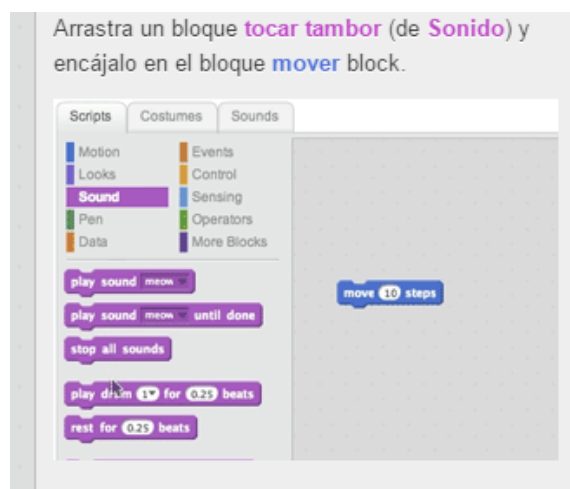 Arrastra un bloque tocar tambor (de Sonido) y
encájalo en el bloque mover block.
Scripts Costumes Sounds
Motion Events
Looks Control
Sound Sensing
Pen Operators
Data More Blocks
play sound meow
play sound meow until done
move 10 steps
stop all sounds
play drum 1 for 0.25 beats
rest for 0.25 beats